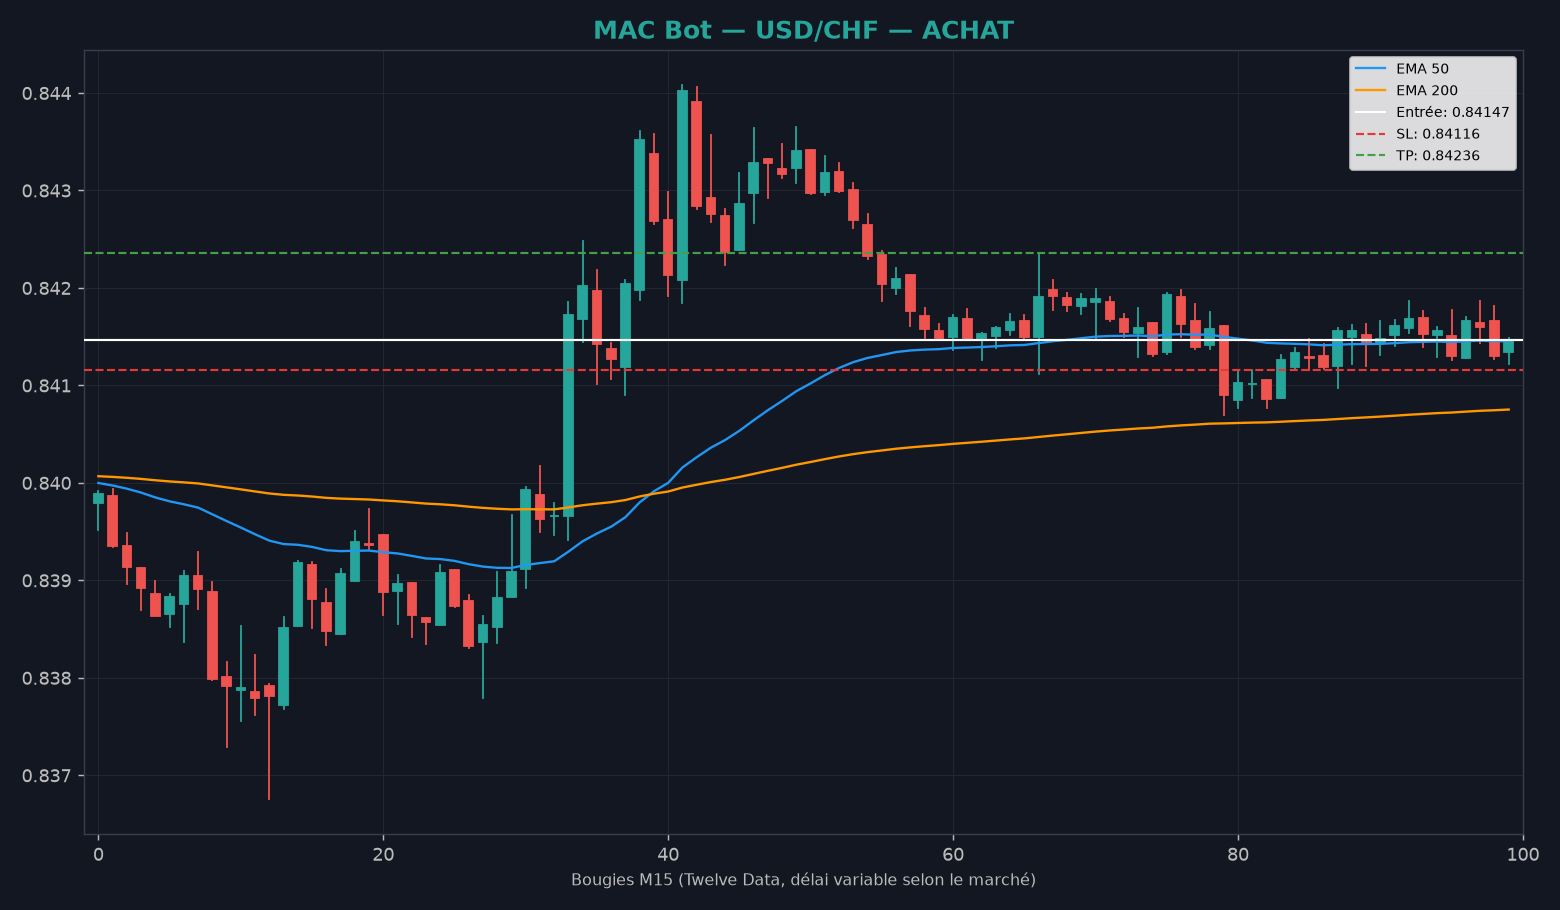 MAC Bot — USD/CHF — ACHAT
EMA 50
EMA 200
Entrée: 0.84147
SL: 0.84116
TP: 0.84236
0.844
0.843
0.842
0.841
0.840
0.839
0.838
0.837
0 20 40 60 80 100
Bougies M15 (Twelve Data, délai variable selon le marché)